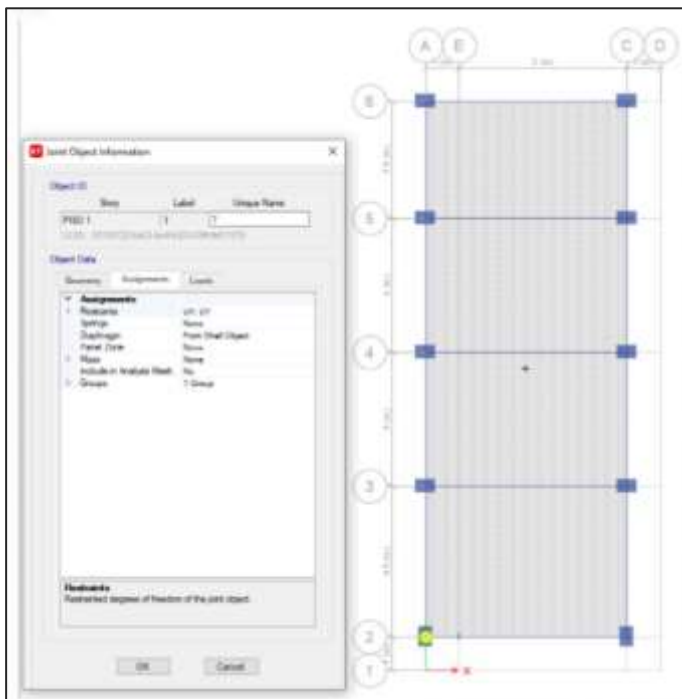 Joint Object Information
Object ID
Story Label Unique Name
PISO 1 1 1
Object Data
Geometry Assignments Loads
Assignments
Restraints
Springs None
Diaphragm From Shell Object
Panel Zone None
Mass None
Include in Analysis Mesh No
Groups 1 Group
Restraints
Restrained degrees of freedom of the joint object.
OK Cancel
A E C D
6
5
4
3
2
1
X